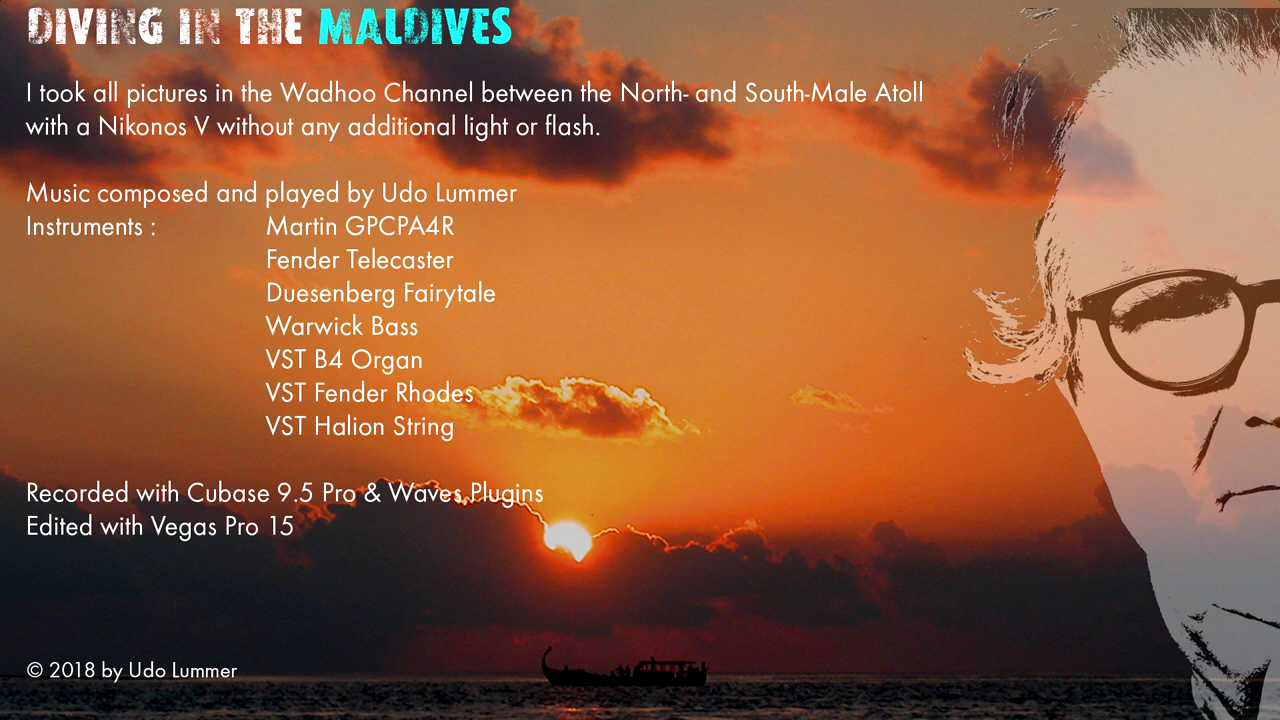 DIVING IN THE MALDIVES
I took all pictures in the Wadhoo Channel between the North- and South-Male Atoll
with a Nikonos V without any additional light or flash.
Music composed and played by Udo Lummer
Instruments : Martin GPCPA4R
Fender Telecaster
Duesenberg Fairytale
Warwick Bass
VST B4 Organ
VST Fender Rhodes
VST Halion String
Recorded with Cubase 9.5 Pro & Waves Plugins
Edited with Vegas Pro 15
© 2018 by Udo Lummer